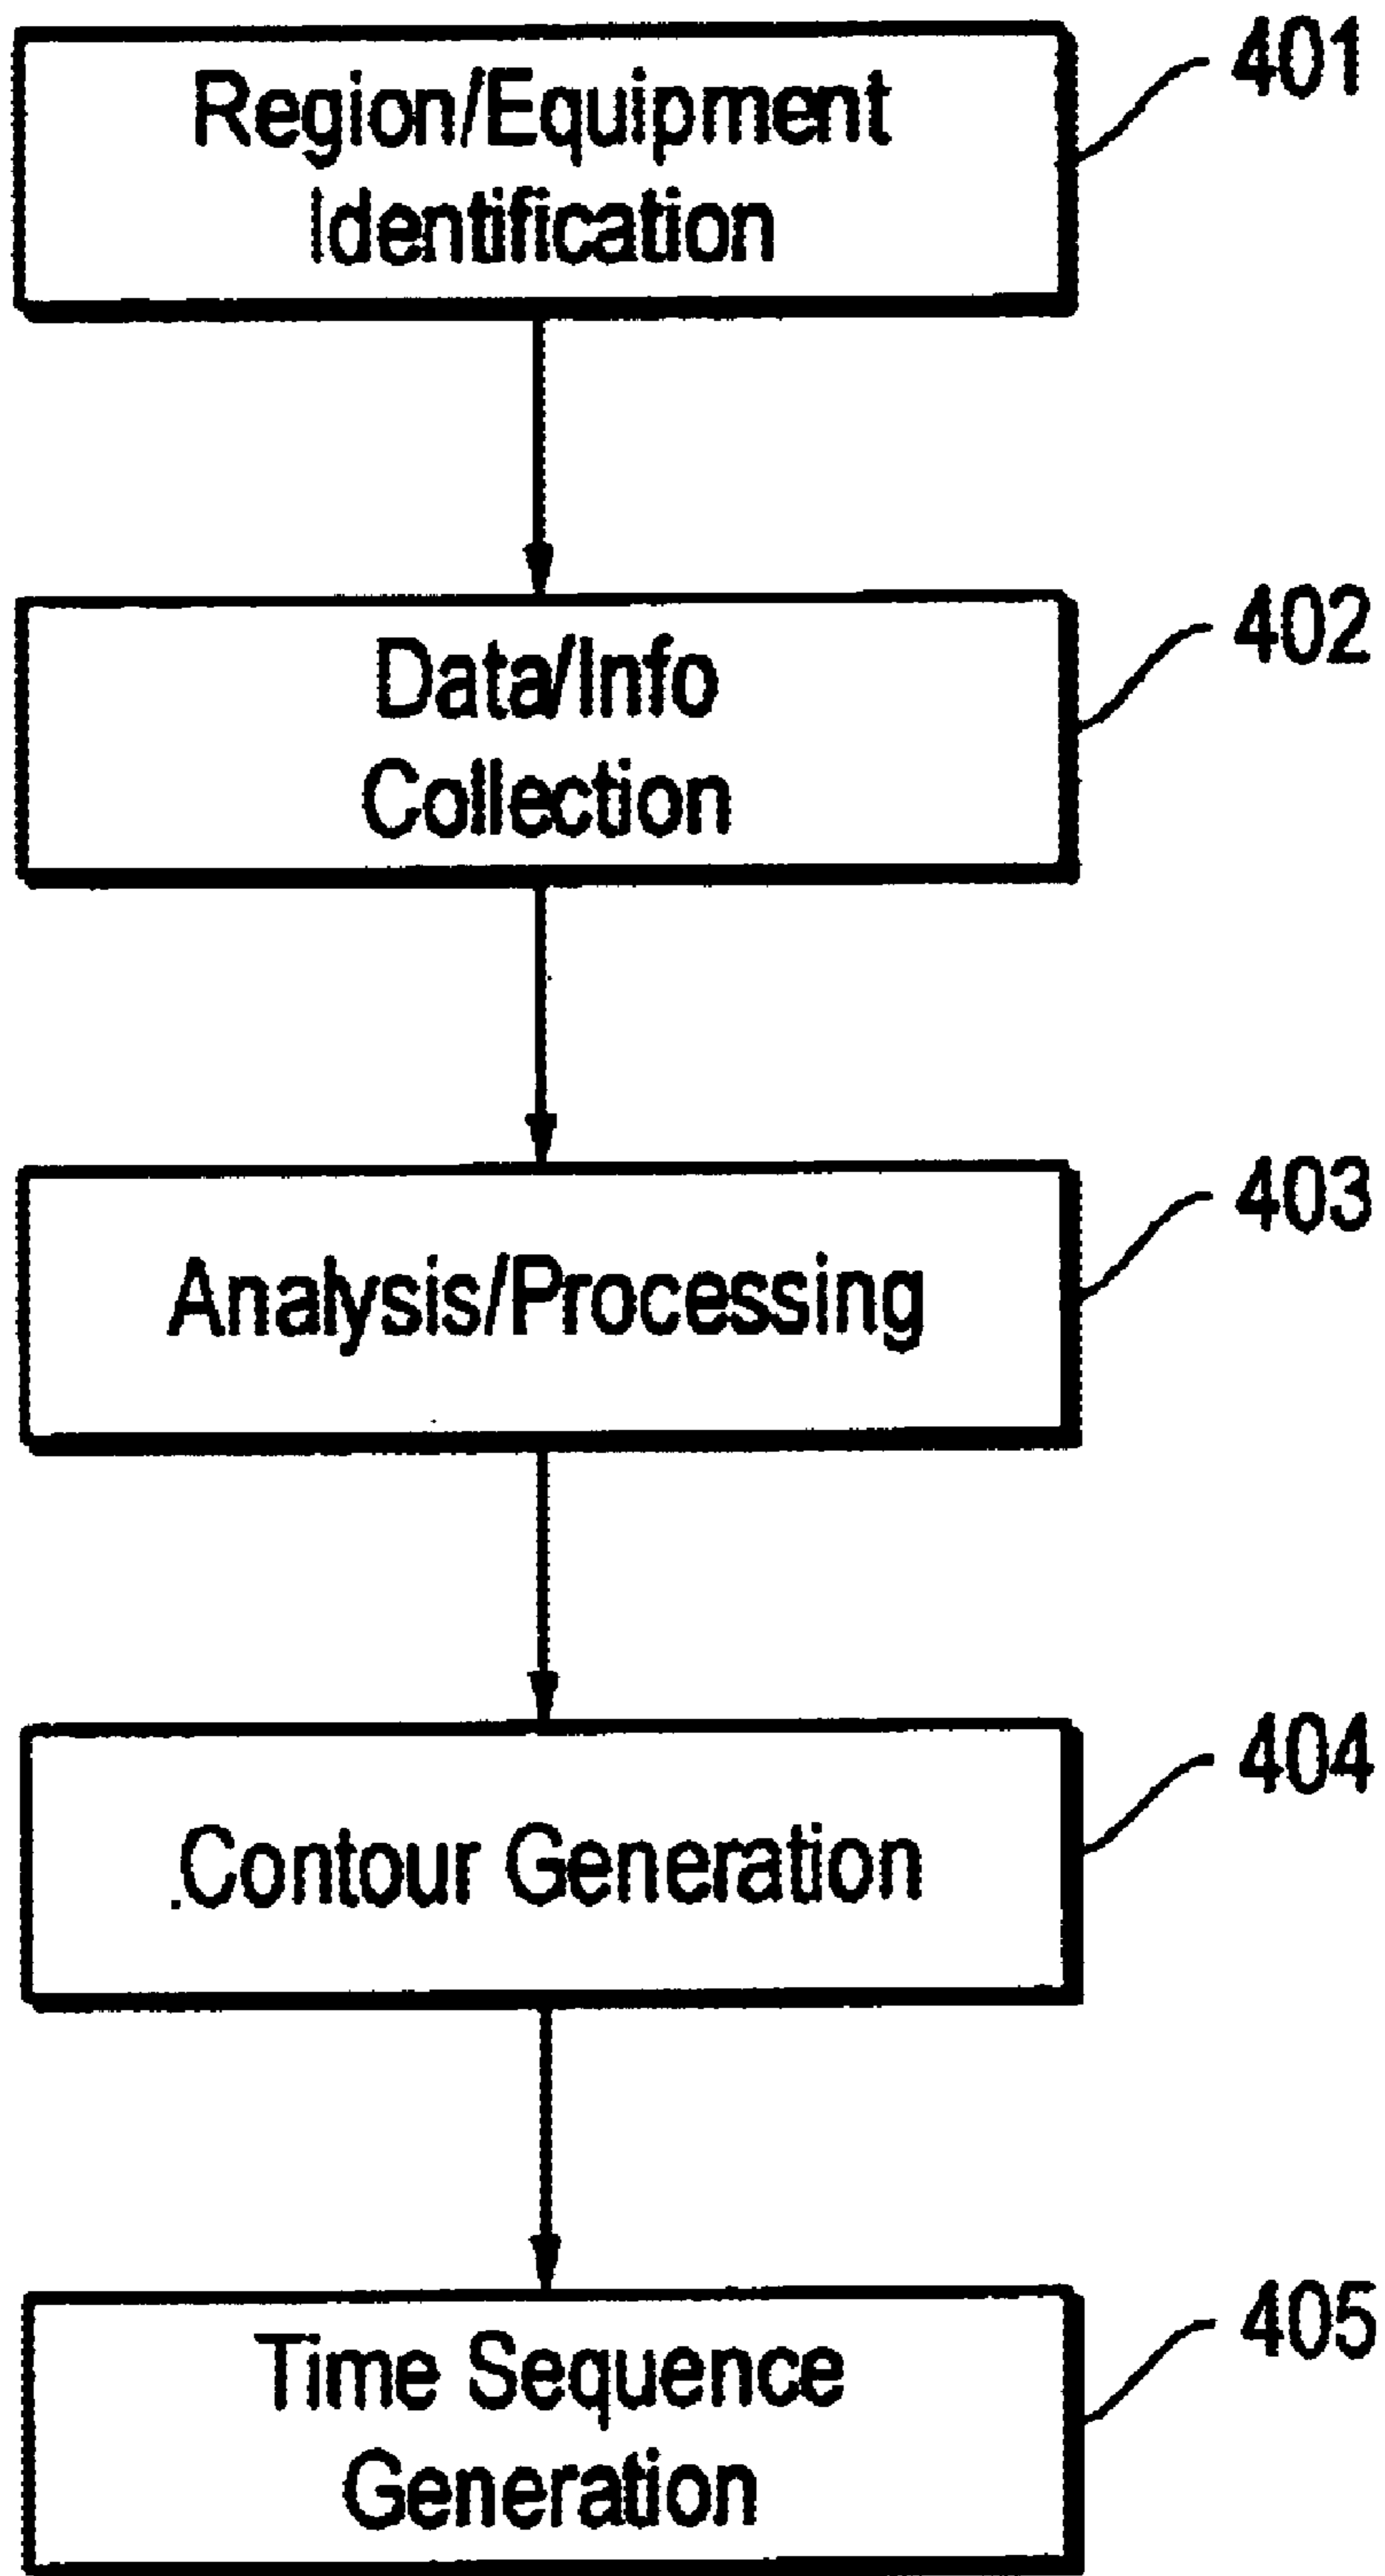 Region/Equipment
Identification
401
Data/Info
Collection
402
Analysis/Processing
403
Contour Generation
404
Time Sequence
Generation
405